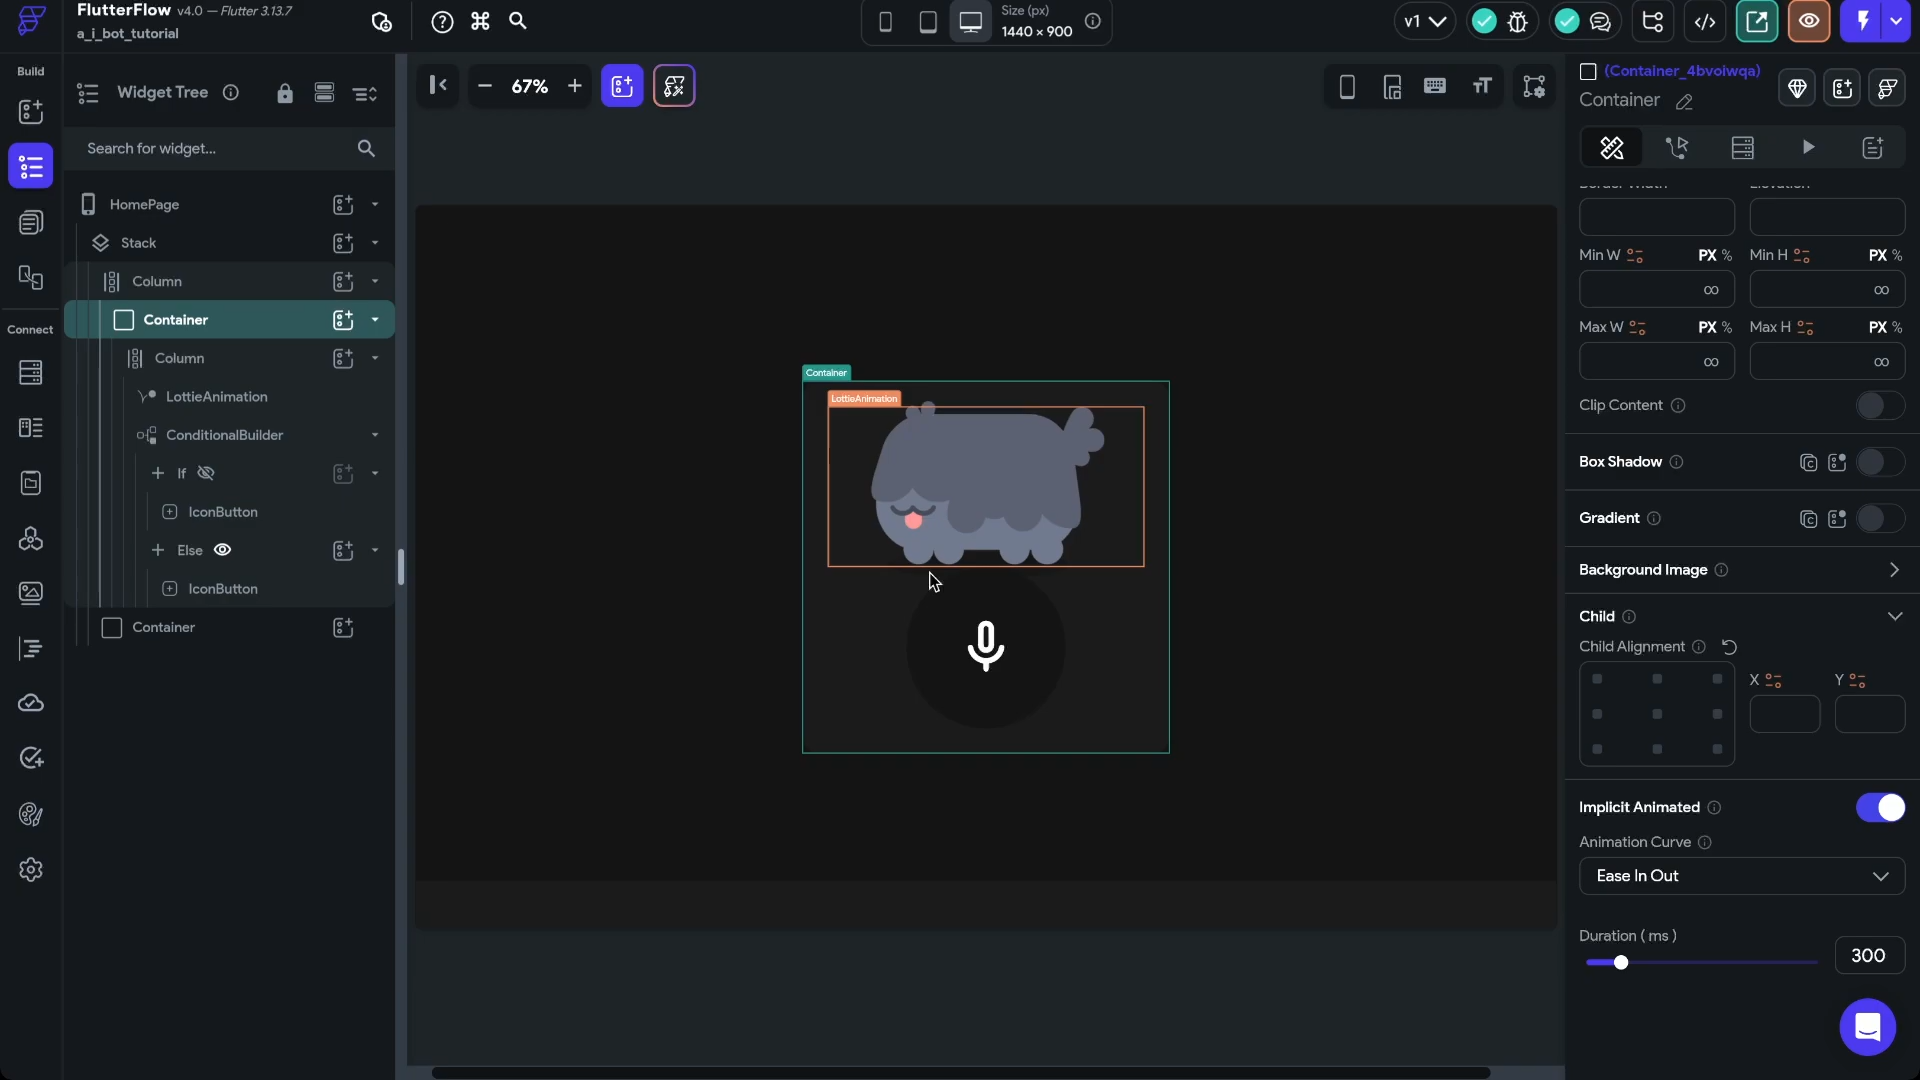 FlutterFlow v4.0 — Flutter 3.13.7
a_i_bot_tutorial
Size (px)
1440 × 900
v1
Build
Widget Tree
67%
(Container_4bvoiwqa)
Container
Search for widget...
Border Width Elevation
HomePage
Stack
Min W PX % Min H PX %
∞ ∞
Column
Container
Connect
Max W PX % Max H PX %
∞ ∞
Column
Container
LottieAnimation
LottieAnimation
Clip Content
ConditionalBuilder
Box Shadow
If
IconButton
Gradient
Else
Background Image
IconButton
Child
Container
Child Alignment
X Y
Implicit Animated
Animation Curve
Ease In Out
Duration ( ms )
300